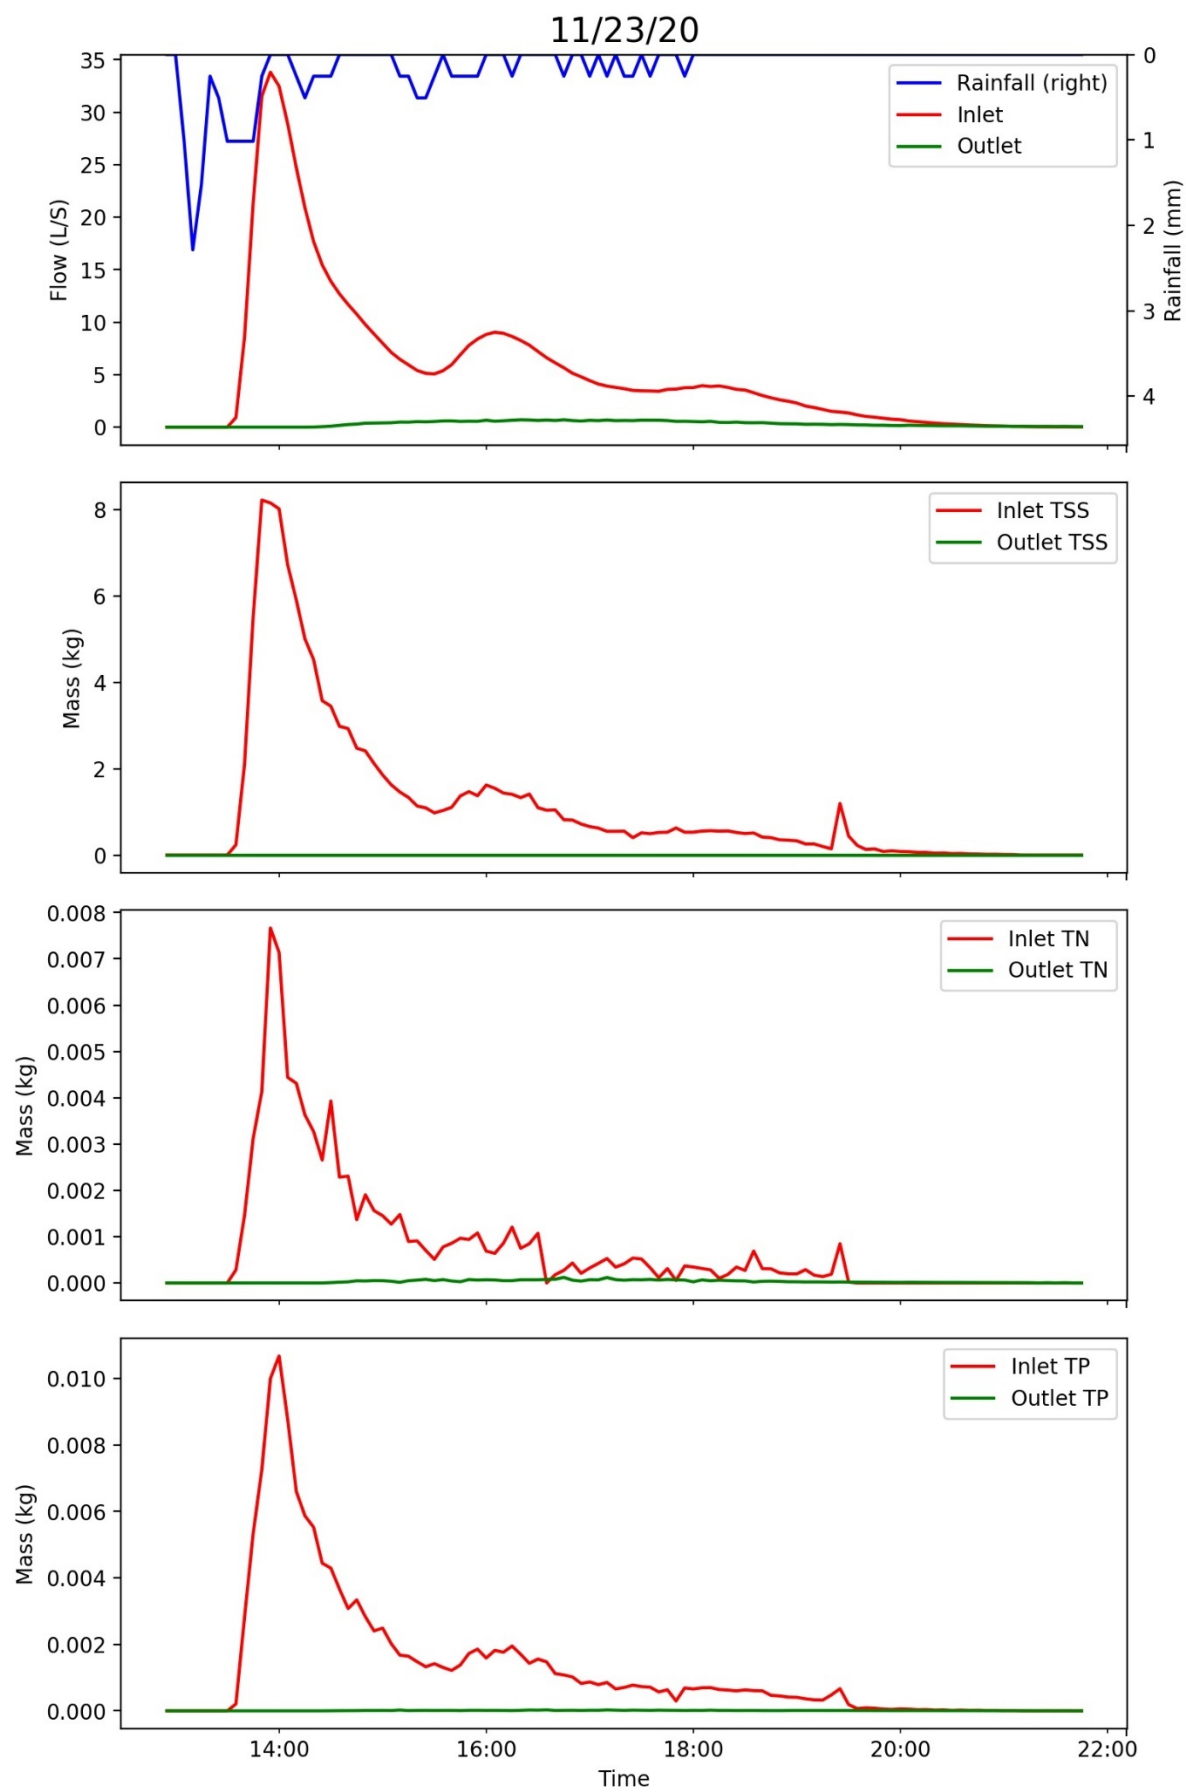 11/23/20
35
30
25
20
15
10
5
0
Flow (L/S)
0
1
2
3
4
Rainfall (mm)
Rainfall (right)
Inlet
Outlet
8
6
4
2
0
Mass (kg)
Inlet TSS
Outlet TSS
0.008
0.007
0.006
0.005
0.004
0.003
0.002
0.001
0.000
Mass (kg)
Inlet TN
Outlet TN
0.010
0.008
0.006
0.004
0.002
0.000
Mass (kg)
Inlet TP
Outlet TP
14:00 16:00 18:00 20:00 22:00
Time